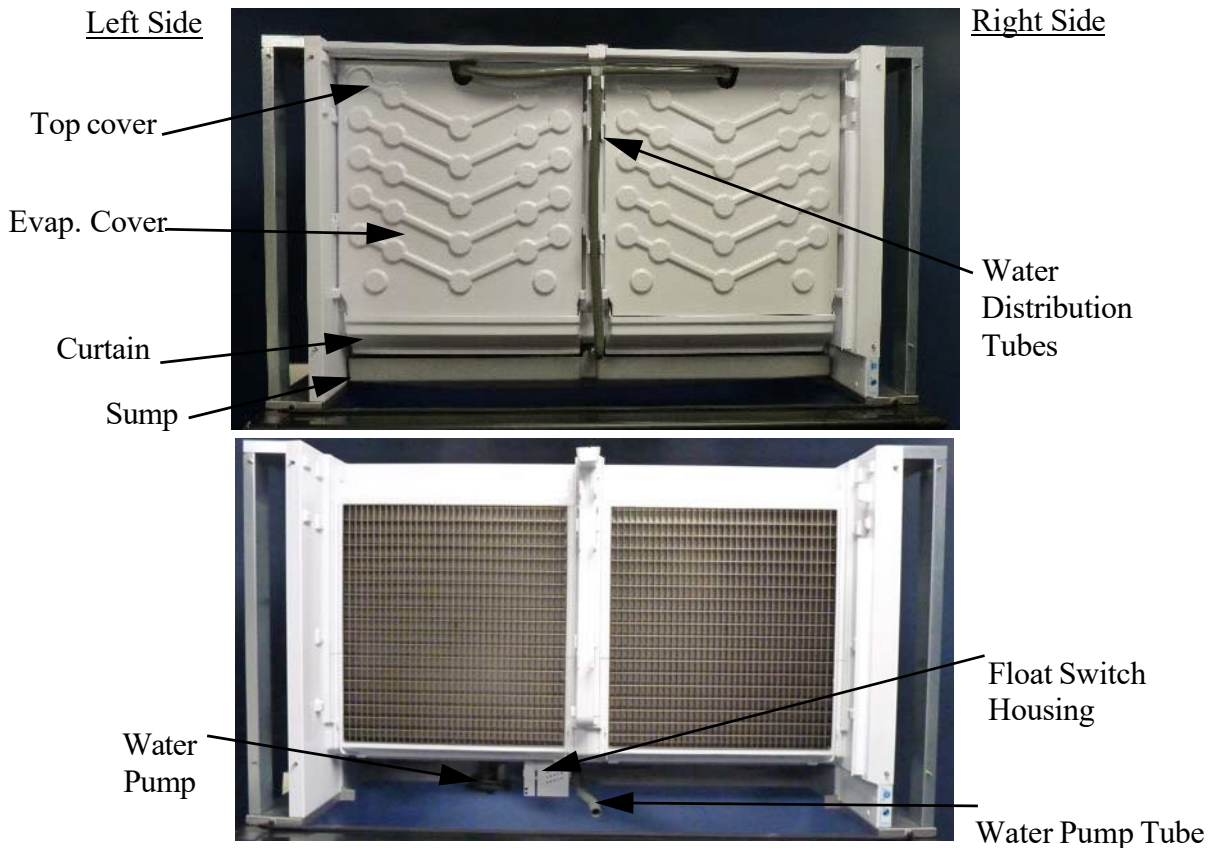 Left Side
Right Side
Top cover
Evap. Cover
Water
Distribution
Tubes
Curtain
Sump
Float Switch
Housing
Water
Pump
Water Pump Tube